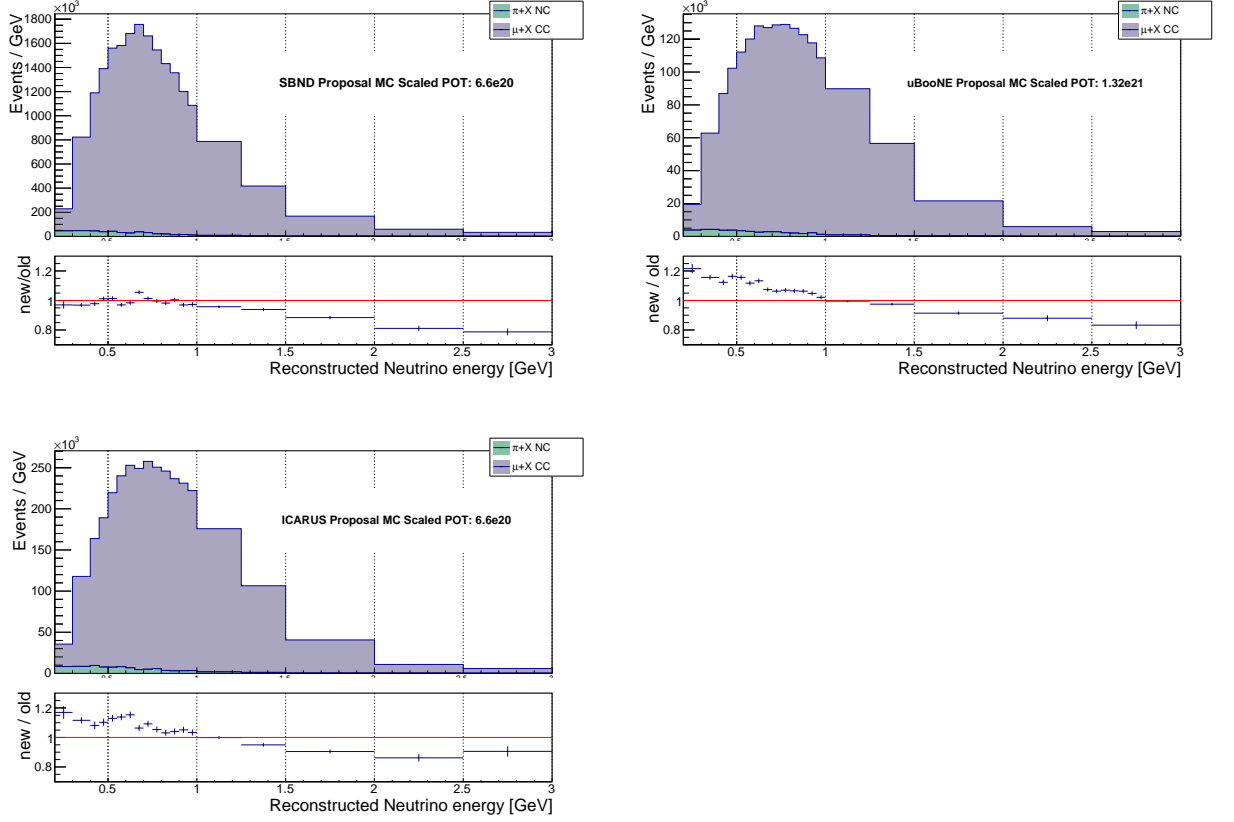 ×10³
π+X NC
μ+X CC
SBND Proposal MC Scaled POT: 6.6e20
Events / GeV
1800
1600
1400
1200
1000
800
600
400
200
0
new/old
1.2
1
0.8
0.5 1 1.5 2 2.5 3
Reconstructed Neutrino energy [GeV]
×10³
π+X NC
μ+X CC
uBooNE Proposal MC Scaled POT: 1.32e21
Events / GeV
120
100
80
60
40
20
0
new / old
1.2
1
0.8
0.5 1 1.5 2 2.5 3
Reconstructed Neutrino energy [GeV]
×10³
π+X NC
μ+X CC
ICARUS Proposal MC Scaled POT: 6.6e20
Events / GeV
250
200
150
100
50
0
new / old
1.2
1
0.8
0.5 1 1.5 2 2.5 3
Reconstructed Neutrino energy [GeV]